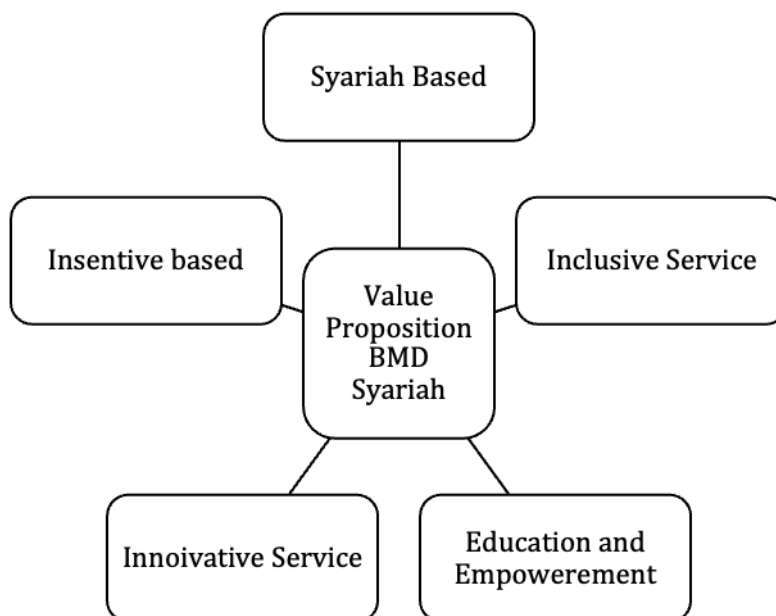 Syariah Based
Insentive based
Inclusive Service
Value
Proposition
BMD
Syariah
Innoivative Service
Education and
Empowerement